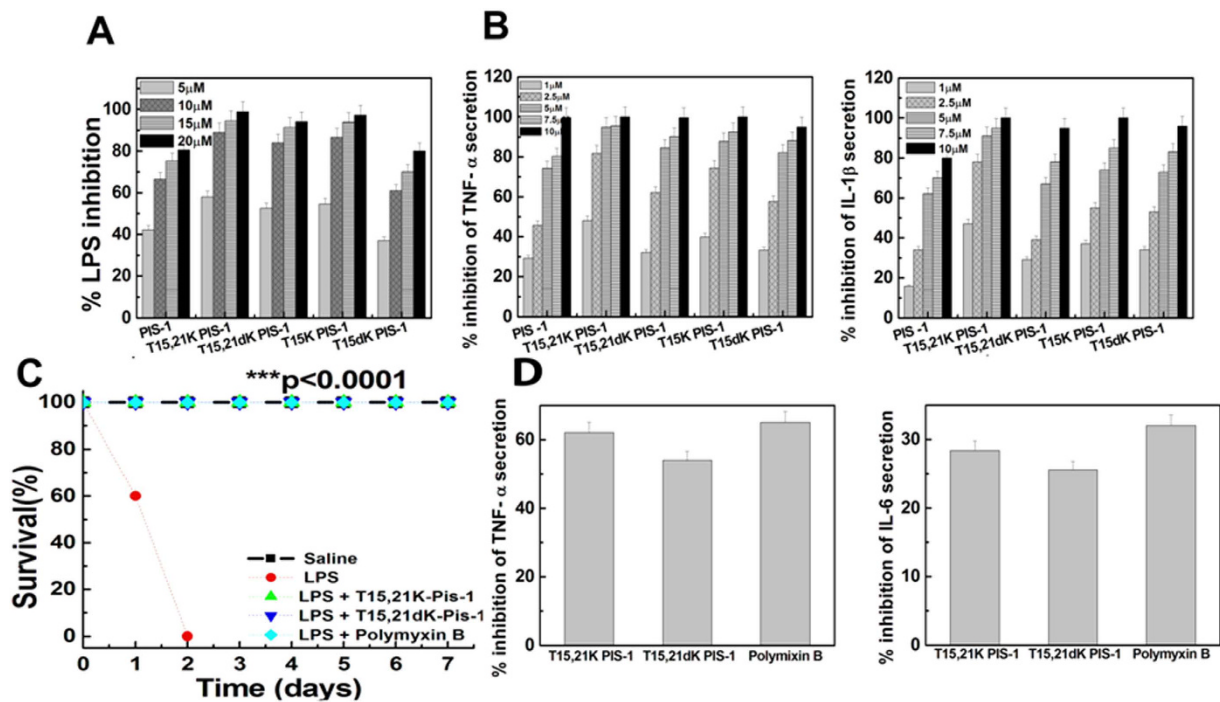 A
% LPS inhibition
100
80
60
40
20
0
5μM
10μM
15μM
20μM
PIS-1
T15,21K PIS-1
T15,21dK PIS-1
T15K PIS-1
T15dK PIS-1
B
% inhibition of TNF- α secretion
120
100
80
60
40
20
0
1μM
2.5μM
5μM
7.5μM
10μM
PIS -1
T15,21K PIS-1
T15,21dK PIS-1
T15K PIS-1
T15dK PIS-1
% inhibition of IL-1β secretion
120
100
80
60
40
20
0
1μM
2.5μM
5μM
7.5μM
10μM
PIS -1
T15,21K PIS-1
T15,21dK PIS-1
T15K PIS-1
T15dK PIS-1
C
***p<0.0001
Survival(%)
100
80
60
40
20
0
Saline
LPS
LPS + T15,21K-Pis-1
LPS + T15,21dK-Pis-1
LPS + Polymyxin B
0 1 2 3 4 5 6 7
Time (days)
D
% inhibition of TNF- α secretion
60
40
20
0
T15,21K PIS-1 T15,21dK PIS-1 Polymixin B
% inhibition of IL-6 secretion
30
20
10
0
T15,21K PIS-1 T15,21dK PIS-1 Polymyxin B